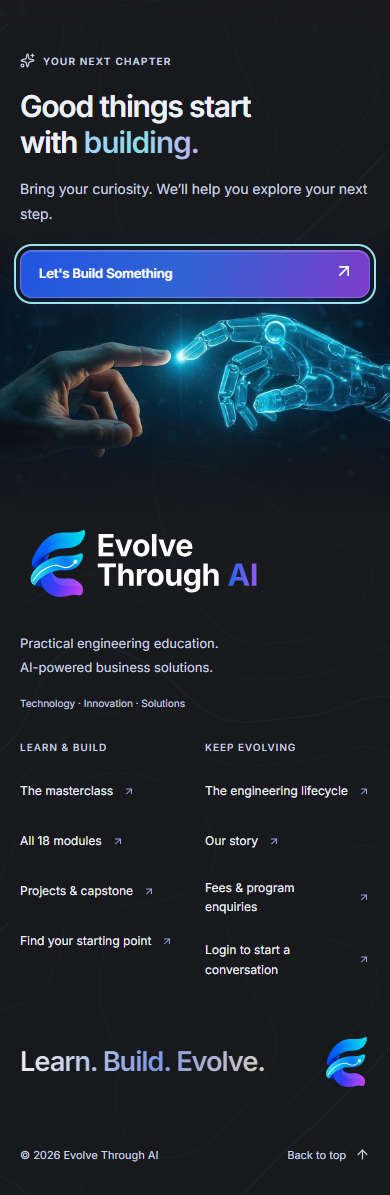 YOUR NEXT CHAPTER
Good things start
with building.
Bring your curiosity. We’ll help you explore your next
step.
Let's Build Something
Evolve
Through AI
Practical engineering education.
AI-powered business solutions.
Technology · Innovation · Solutions
LEARN & BUILD
The masterclass
All 18 modules
Projects & capstone
Find your starting point
KEEP EVOLVING
The engineering lifecycle
Our story
Fees & program
enquiries
Login to start a
conversation
Learn. Build. Evolve.
© 2026 Evolve Through AI
Back to top